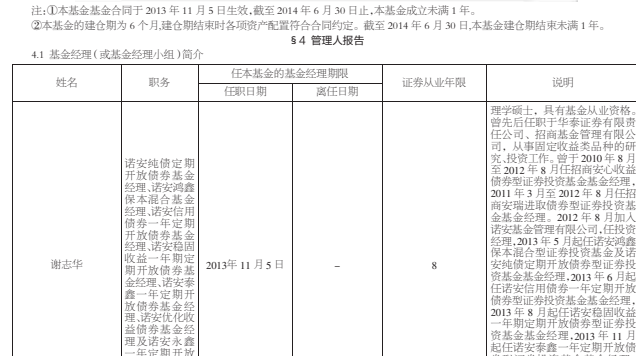 注:①本基金基金合同于 2013 年 11 月 5 日生效,截至 2014 年 6 月 30 日止,本基金成立未满 1 年。
②本基金的建仓期为 6 个月,建仓期结束时各项资产配置符合合同约定。截至 2014 年 6 月 30 日,本基金建仓期结束未满 1 年。
§4 管理人报告
4.1 基金经理(或基金经理小组)简介
姓名
职务
任本基金的基金经理期限
任职日期
离任日期
证券从业年限
说明
谢志华
诺安纯债定期
开放债券基金
经理、诺安鸿鑫
保本混合基金
经理、诺安信用
债券一年定期
开放债券基金
经理、诺安稳固
收益一年期定
期开放债券基
金经理、诺安泰
鑫一年定期开
放债券基金经
理、诺安优化收
益债券基金经
理及诺安永鑫
一年定期开放
2013年 11 月 5 日
–
8
理学硕士，具有基金从业资格。
曾先后任职于华泰证券有限责
任公司、招商基金管理有限公
司，从事固定收益类品种的研
究、投资工作。曾于 2010 年 8 月
至 2012 年 8 月任招商安心收益
债券型证券投资基金基金经理，
2011 年 3 月至 2012 年 8 月任招
商安瑞进取债券型证券投资基
金基金经理。2012 年 8 月加入
诺安基金管理有限公司，任投资
经理，2013 年 5 月起任诺安鸿鑫
保本混合型证券投资基金及诺
安纯债定期开放债券型证券投
资基金基金经理，2013 年 6 月起
任诺安信用债券一年定期开放
债券型证券投资基金基金经理，
2013 年 8 月起任诺安稳固收益
一年期定期开放债券型证券投
资基金基金经理，2013 年 11 月
起任诺安泰鑫一年定期开放债